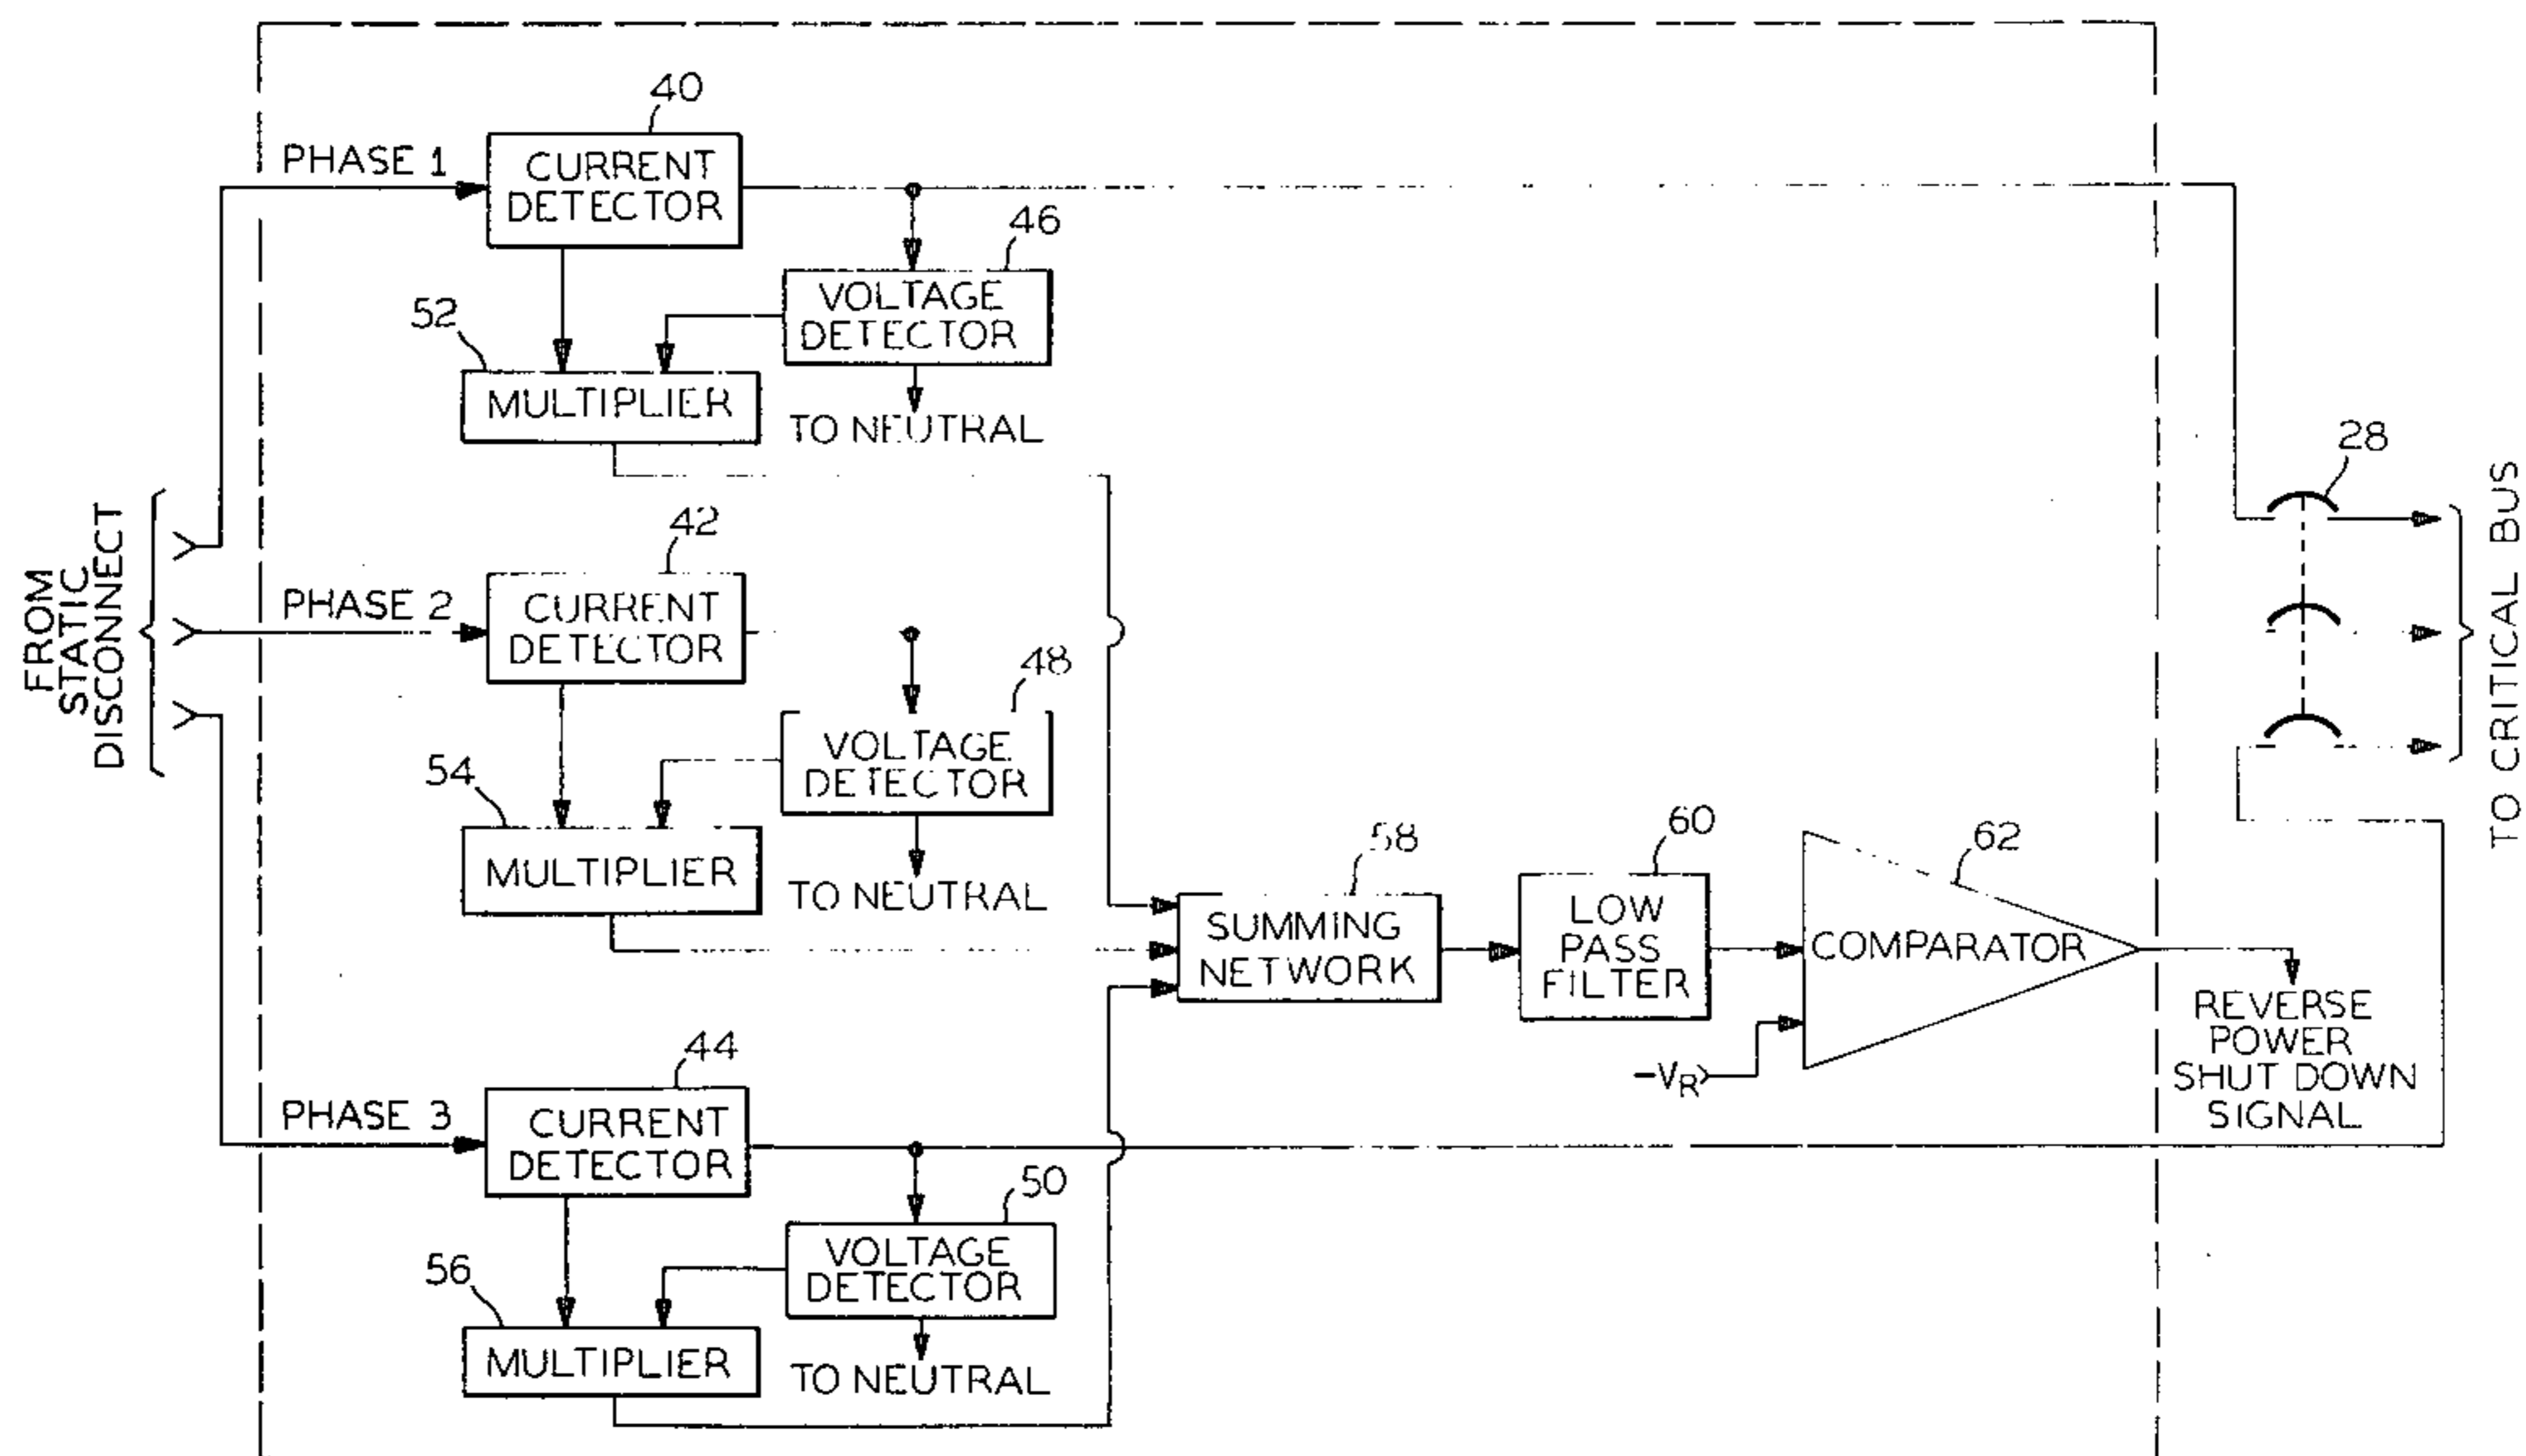 40
PHASE 1
CURRENT
DETECTOR
46
VOLTAGE
DETECTOR
52
MULTIPLIER
TO NEUTRAL
28
FROM
STATIC
DISCONNECT
42
PHASE 2
CURRENT
DETECTOR
48
VOLTAGE
DETECTOR
54
MULTIPLIER
TO NEUTRAL
TO CRITICAL BUS
58
SUMMING
NETWORK
60
LOW
PASS
FILTER
62
COMPARATOR
-VR
REVERSE
POWER
SHUT DOWN
SIGNAL
44
PHASE 3
CURRENT
DETECTOR
50
VOLTAGE
DETECTOR
56
MULTIPLIER
TO NEUTRAL